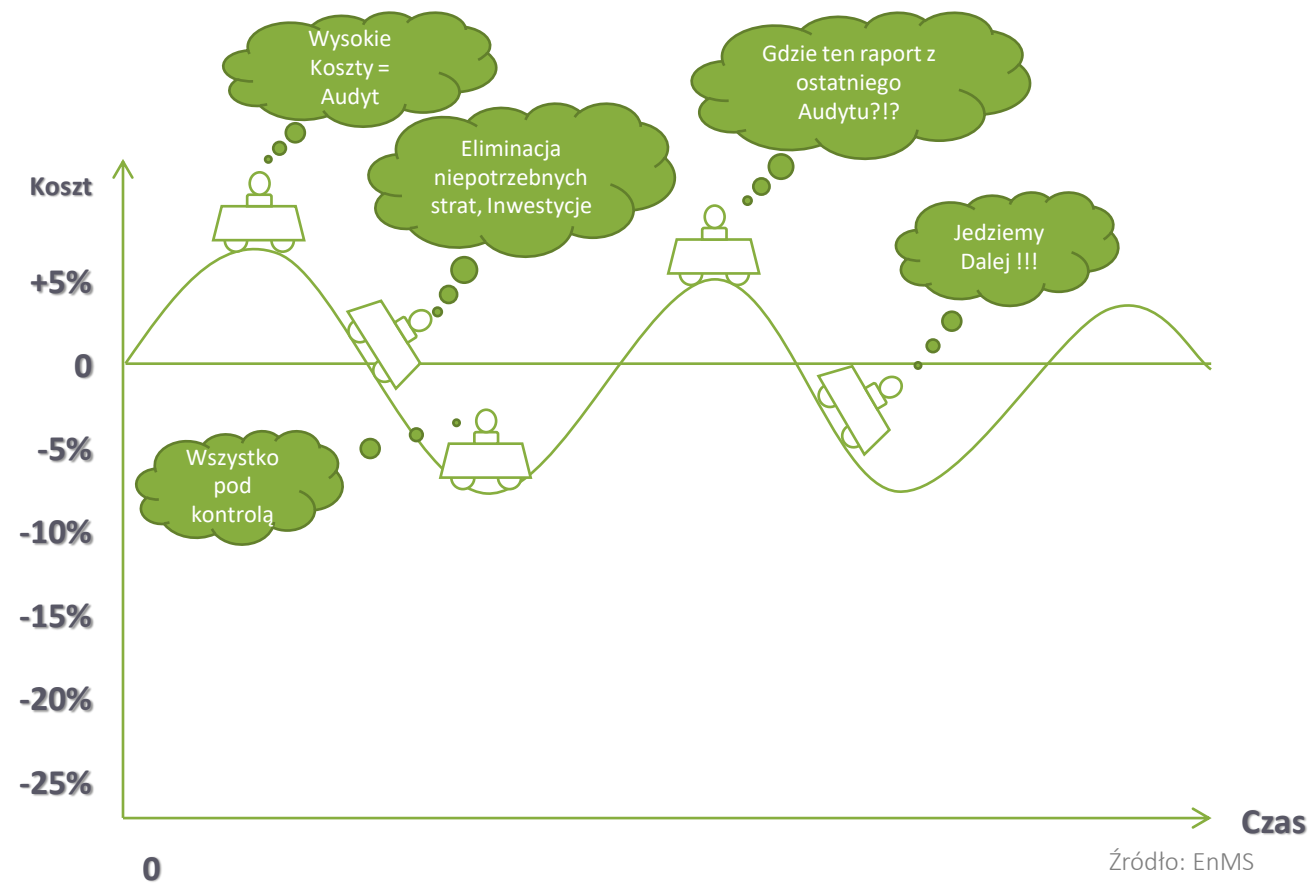 Wysokie
Koszty =
Audyt
Gdzie ten raport z
ostatniego
Audytu?!?
Eliminacja
niepotrzebnych
strat, Inwestycje
Jedziemy
Dalej !!!
Wszystko
pod
kontrolą
Koszt
+5%
0
-5%
-10%
-15%
-20%
-25%
0
Czas
Źródło: EnMS